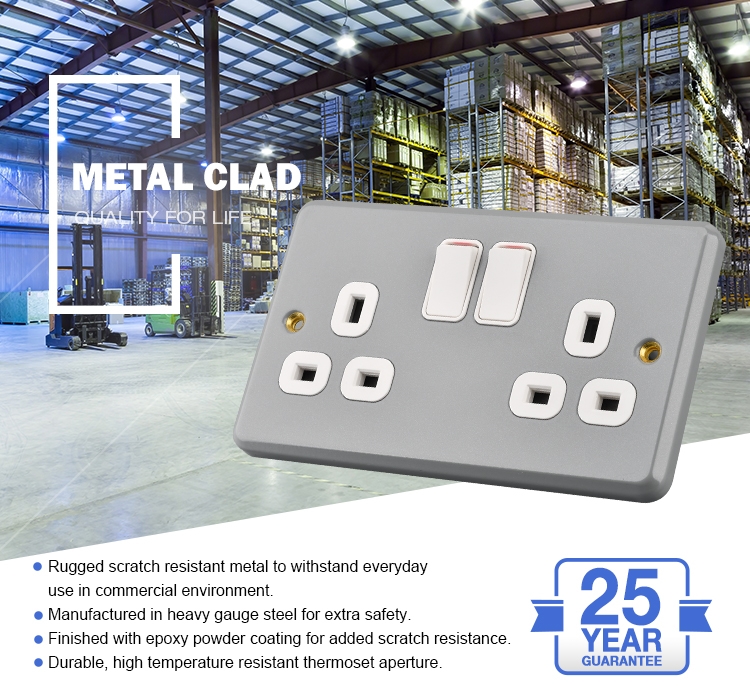 METAL CLAD
QUALITY FOR LIFE
Rugged scratch resistant metal to withstand everyday
use in commercial environment.
Manufactured in heavy gauge steel for extra safety.
Finished with epoxy powder coating for added scratch resistance.
Durable, high temperature resistant thermoset aperture.
25
YEAR
GUARANTEE